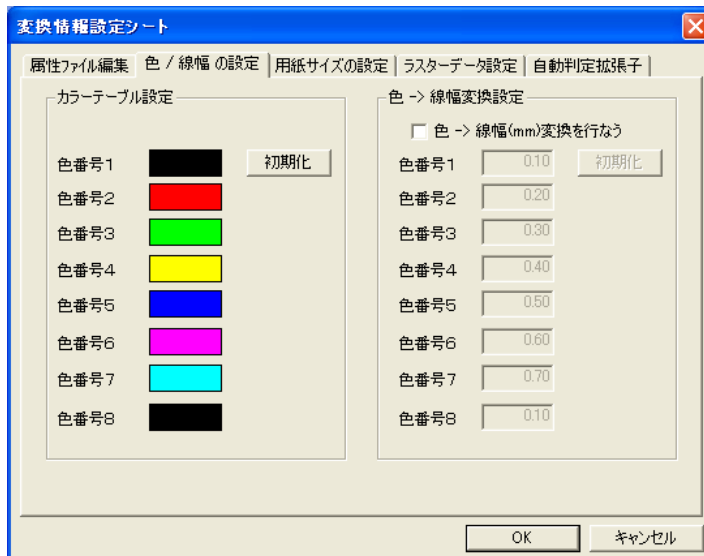 変換情報設定シート
属性ファイル編集 色 / 線幅 の設定 用紙サイズの設定 ラスターデータ設定 自動判定拡張子
カラーテーブル設定
色番号1 初期化
色番号2
色番号3
色番号4
色番号5
色番号6
色番号7
色番号8
色 -> 線幅変換設定
色 -> 線幅(mm)変換を行なう
色番号1 0.10 初期化
色番号2 0.20
色番号3 0.30
色番号4 0.40
色番号5 0.50
色番号6 0.60
色番号7 0.70
色番号8 0.10
OK キャンセル